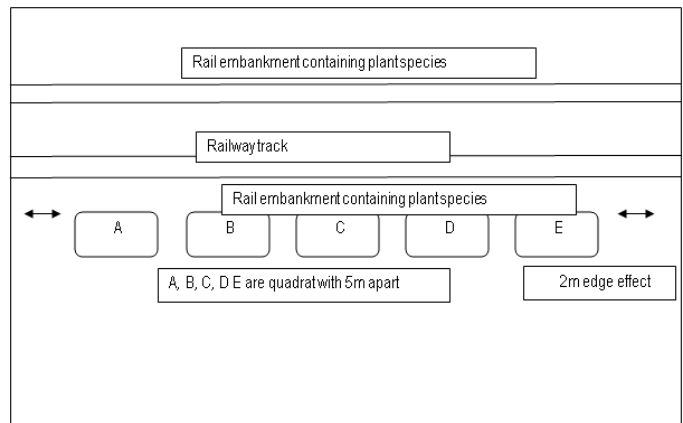 Rail embankment containing plant species
Railway track
Rail embankment containing plant species
A B C D E
A, B, C, D E are quadrat with 5m apart
2m edge effect